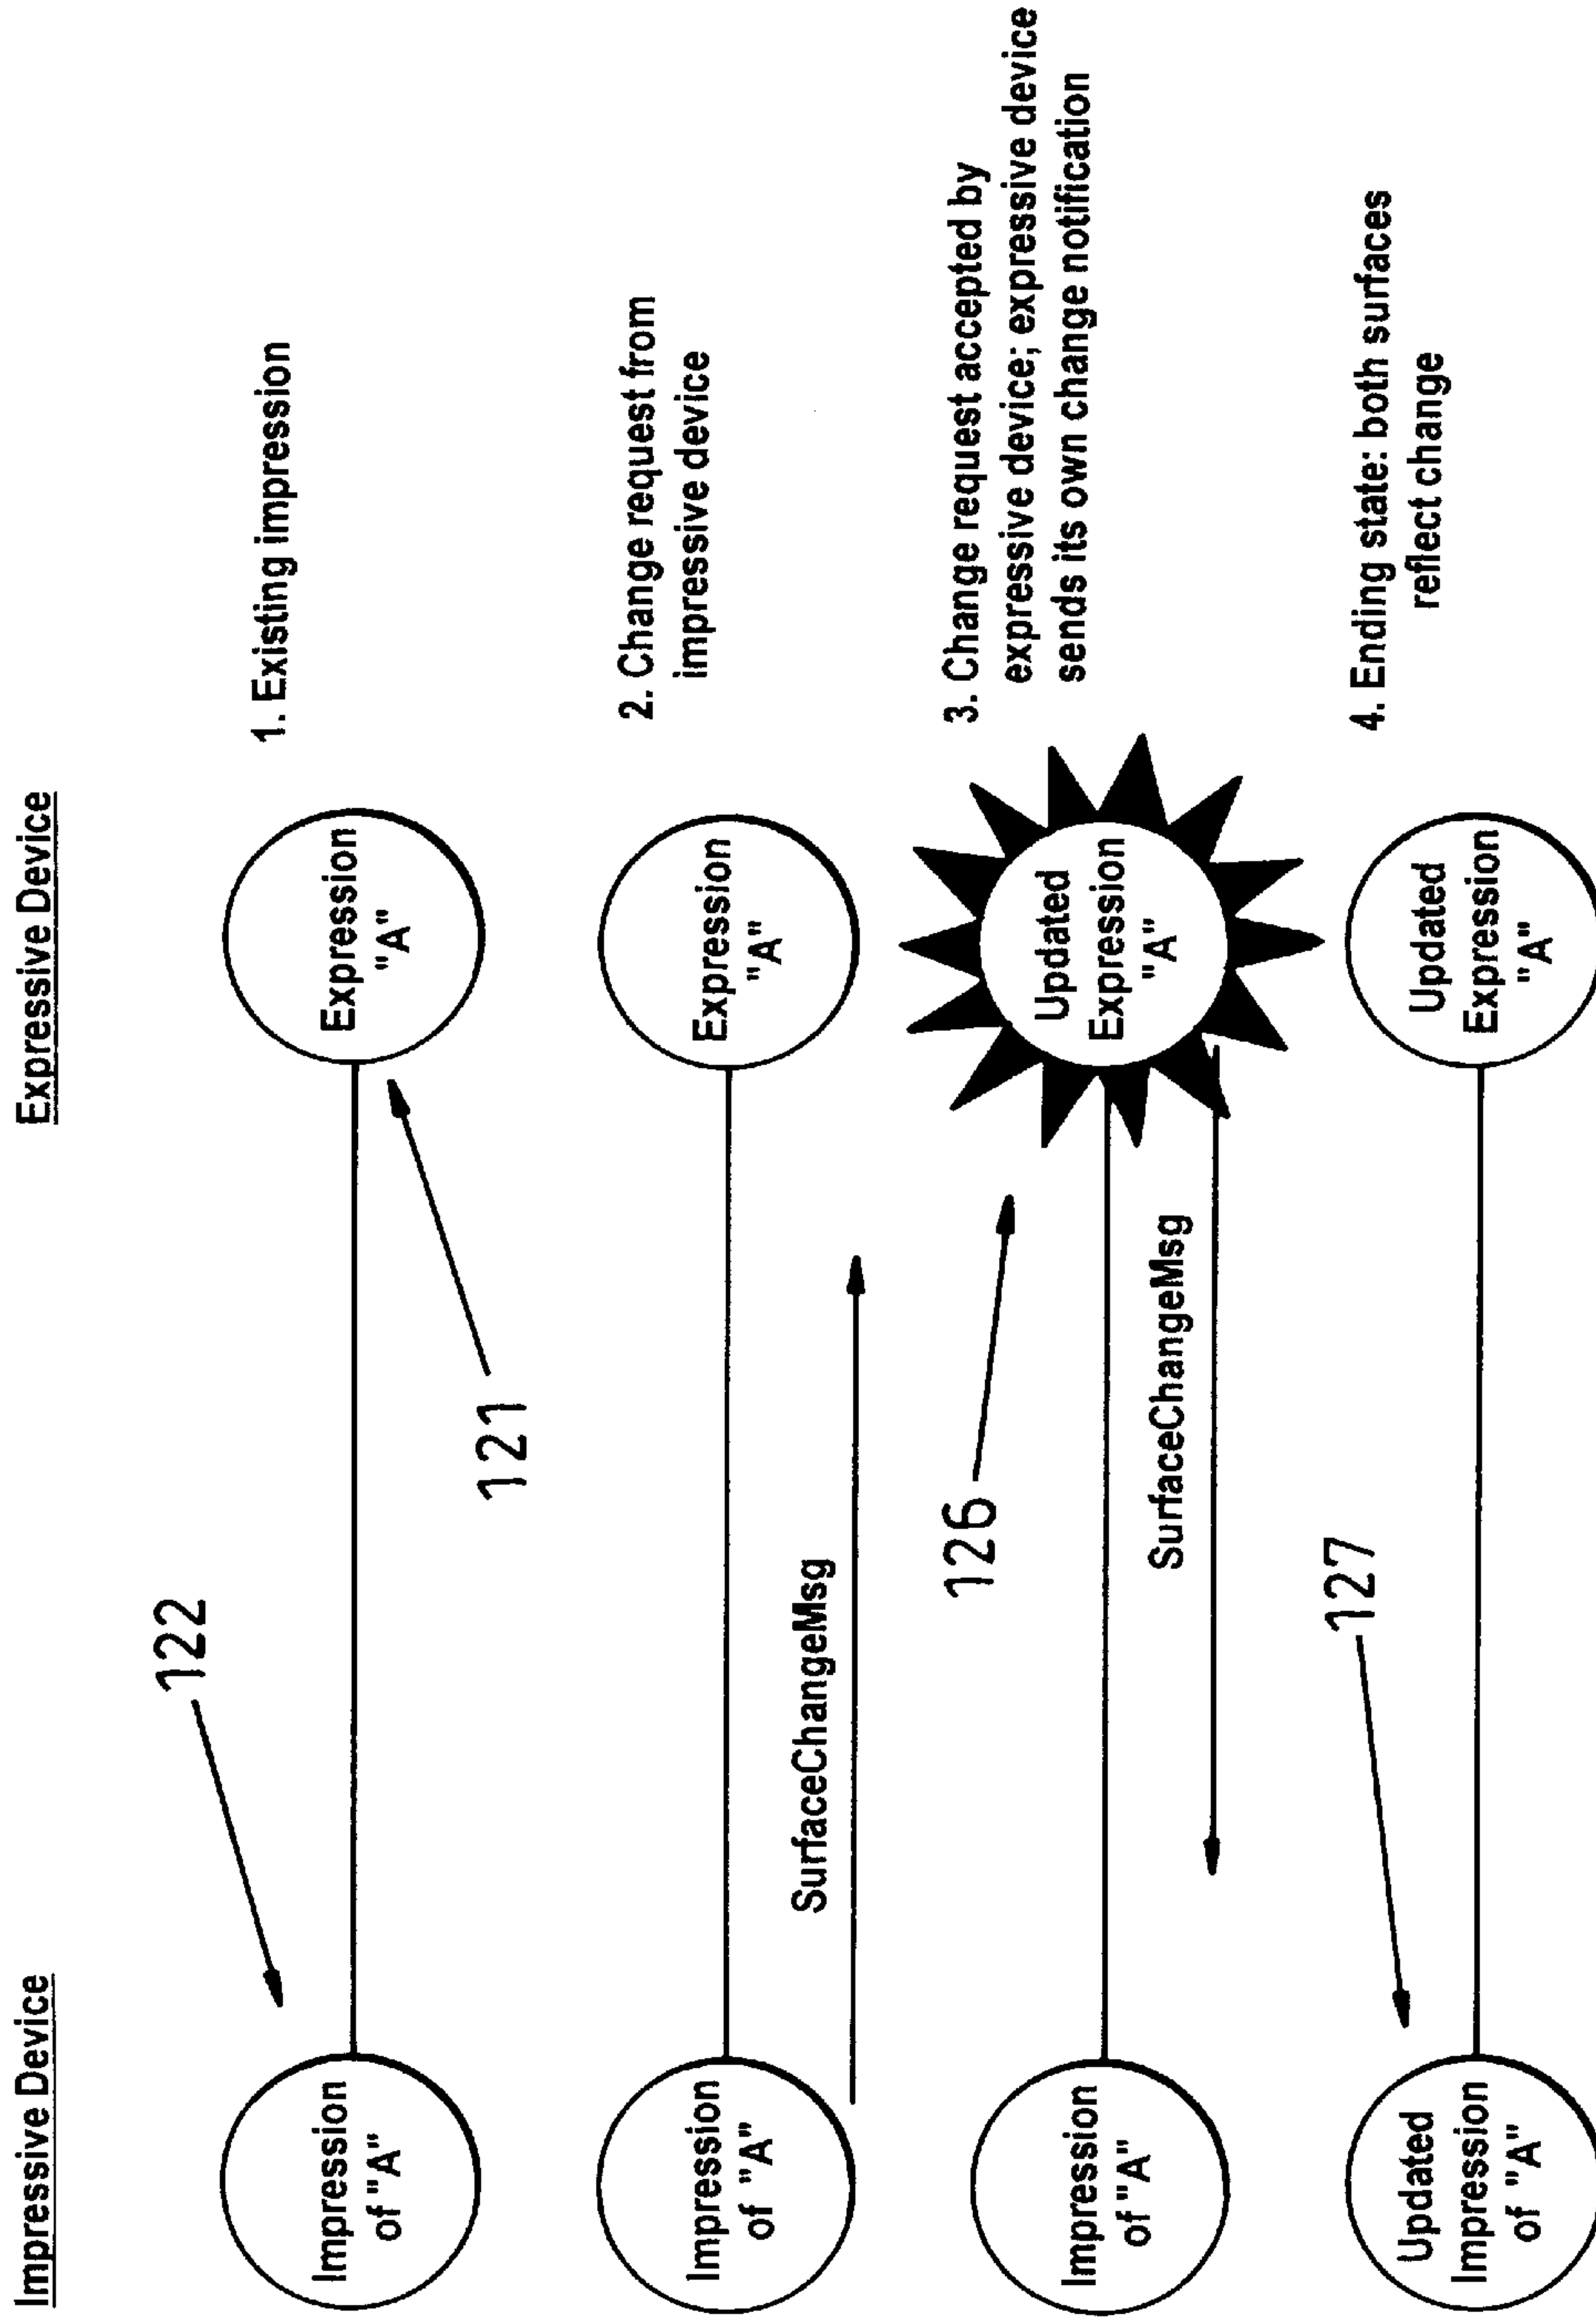 Impressive Device
Expressive Device
122
Impression
of "A"
Expression
"A"
1. Existing impression
121
Impression
of "A"
Expression
"A"
2. Change request from
impressive device
SurfaceChangeMsg
126
Impression
of "A"
Updated
Expression
"A"
3. Change request accepted by
expressive device; expressive device
sends its own change notification
SurfaceChangeMsg
127
Updated
Impression
of "A"
Updated
Expression
"A"
4. Ending state: both surfaces
reflect change